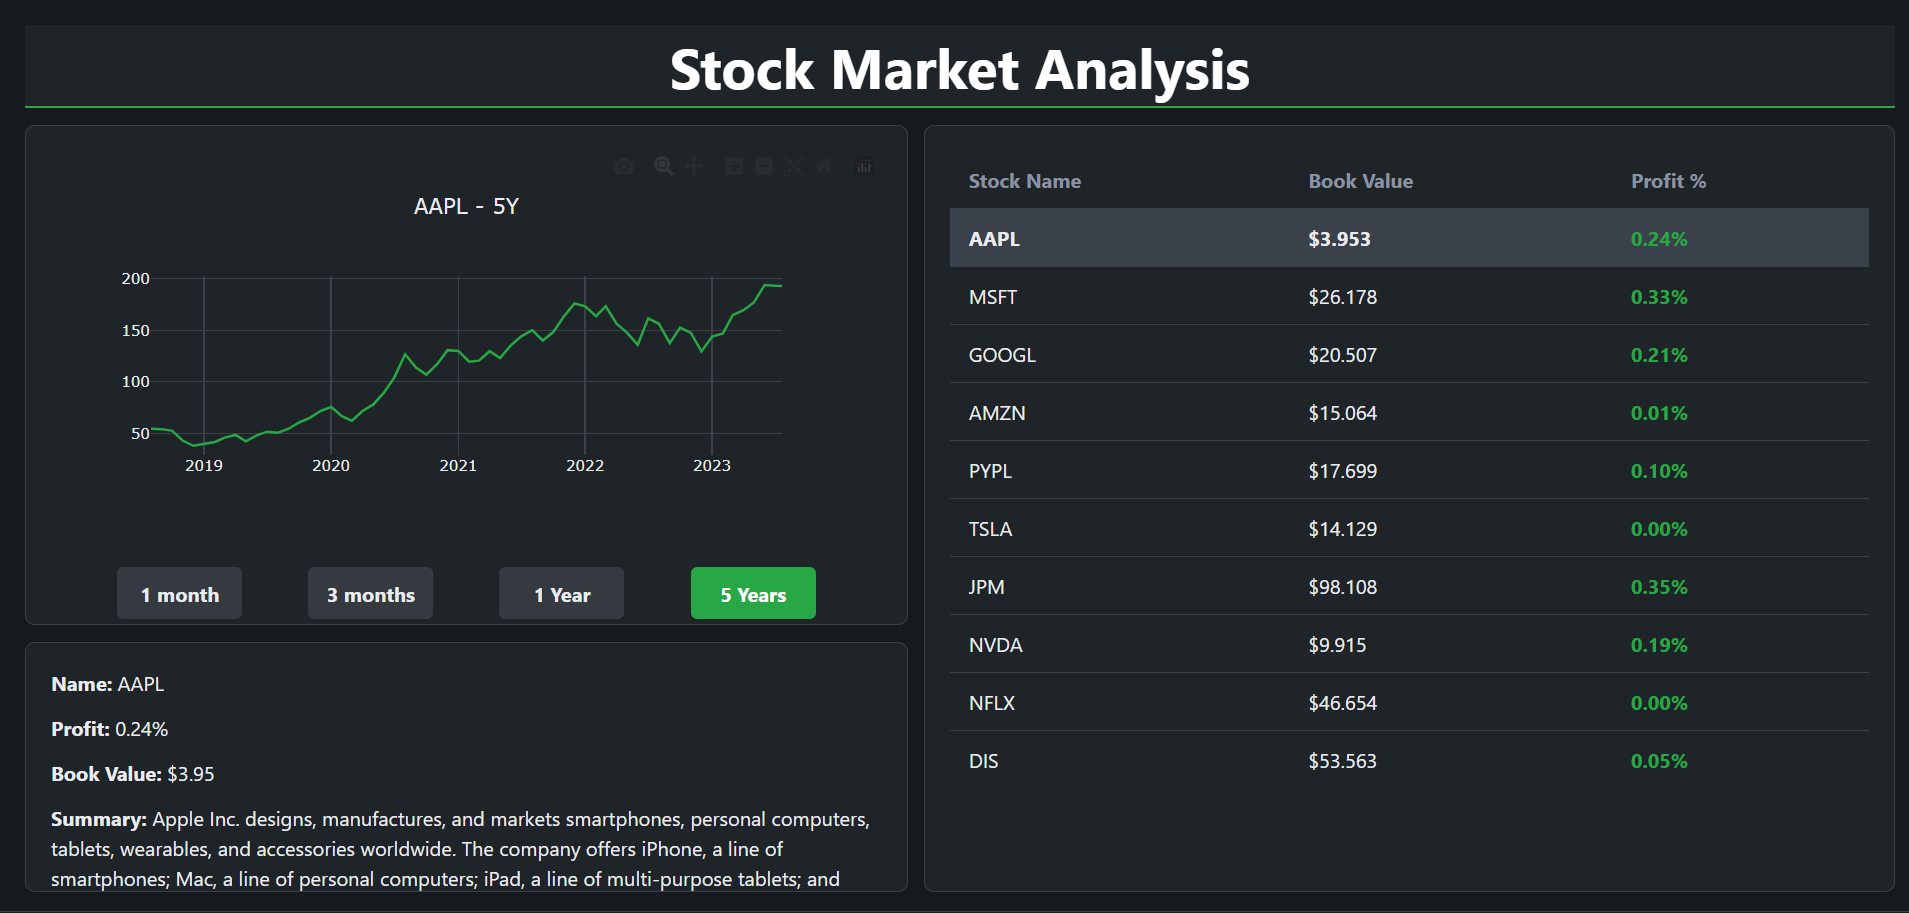 Stock Market Analysis
AAPL - 5Y
200
150
100
50
2019 2020 2021 2022 2023
1 month 3 months 1 Year 5 Years
Name: AAPL
Profit: 0.24%
Book Value: $3.95
Summary: Apple Inc. designs, manufactures, and markets smartphones, personal computers,
tablets, wearables, and accessories worldwide. The company offers iPhone, a line of
smartphones; Mac, a line of personal computers; iPad, a line of multi-purpose tablets; and
Stock Name Book Value Profit %
AAPL $3.953 0.24%
MSFT $26.178 0.33%
GOOGL $20.507 0.21%
AMZN $15.064 0.01%
PYPL $17.699 0.10%
TSLA $14.129 0.00%
JPM $98.108 0.35%
NVDA $9.915 0.19%
NFLX $46.654 0.00%
DIS $53.563 0.05%